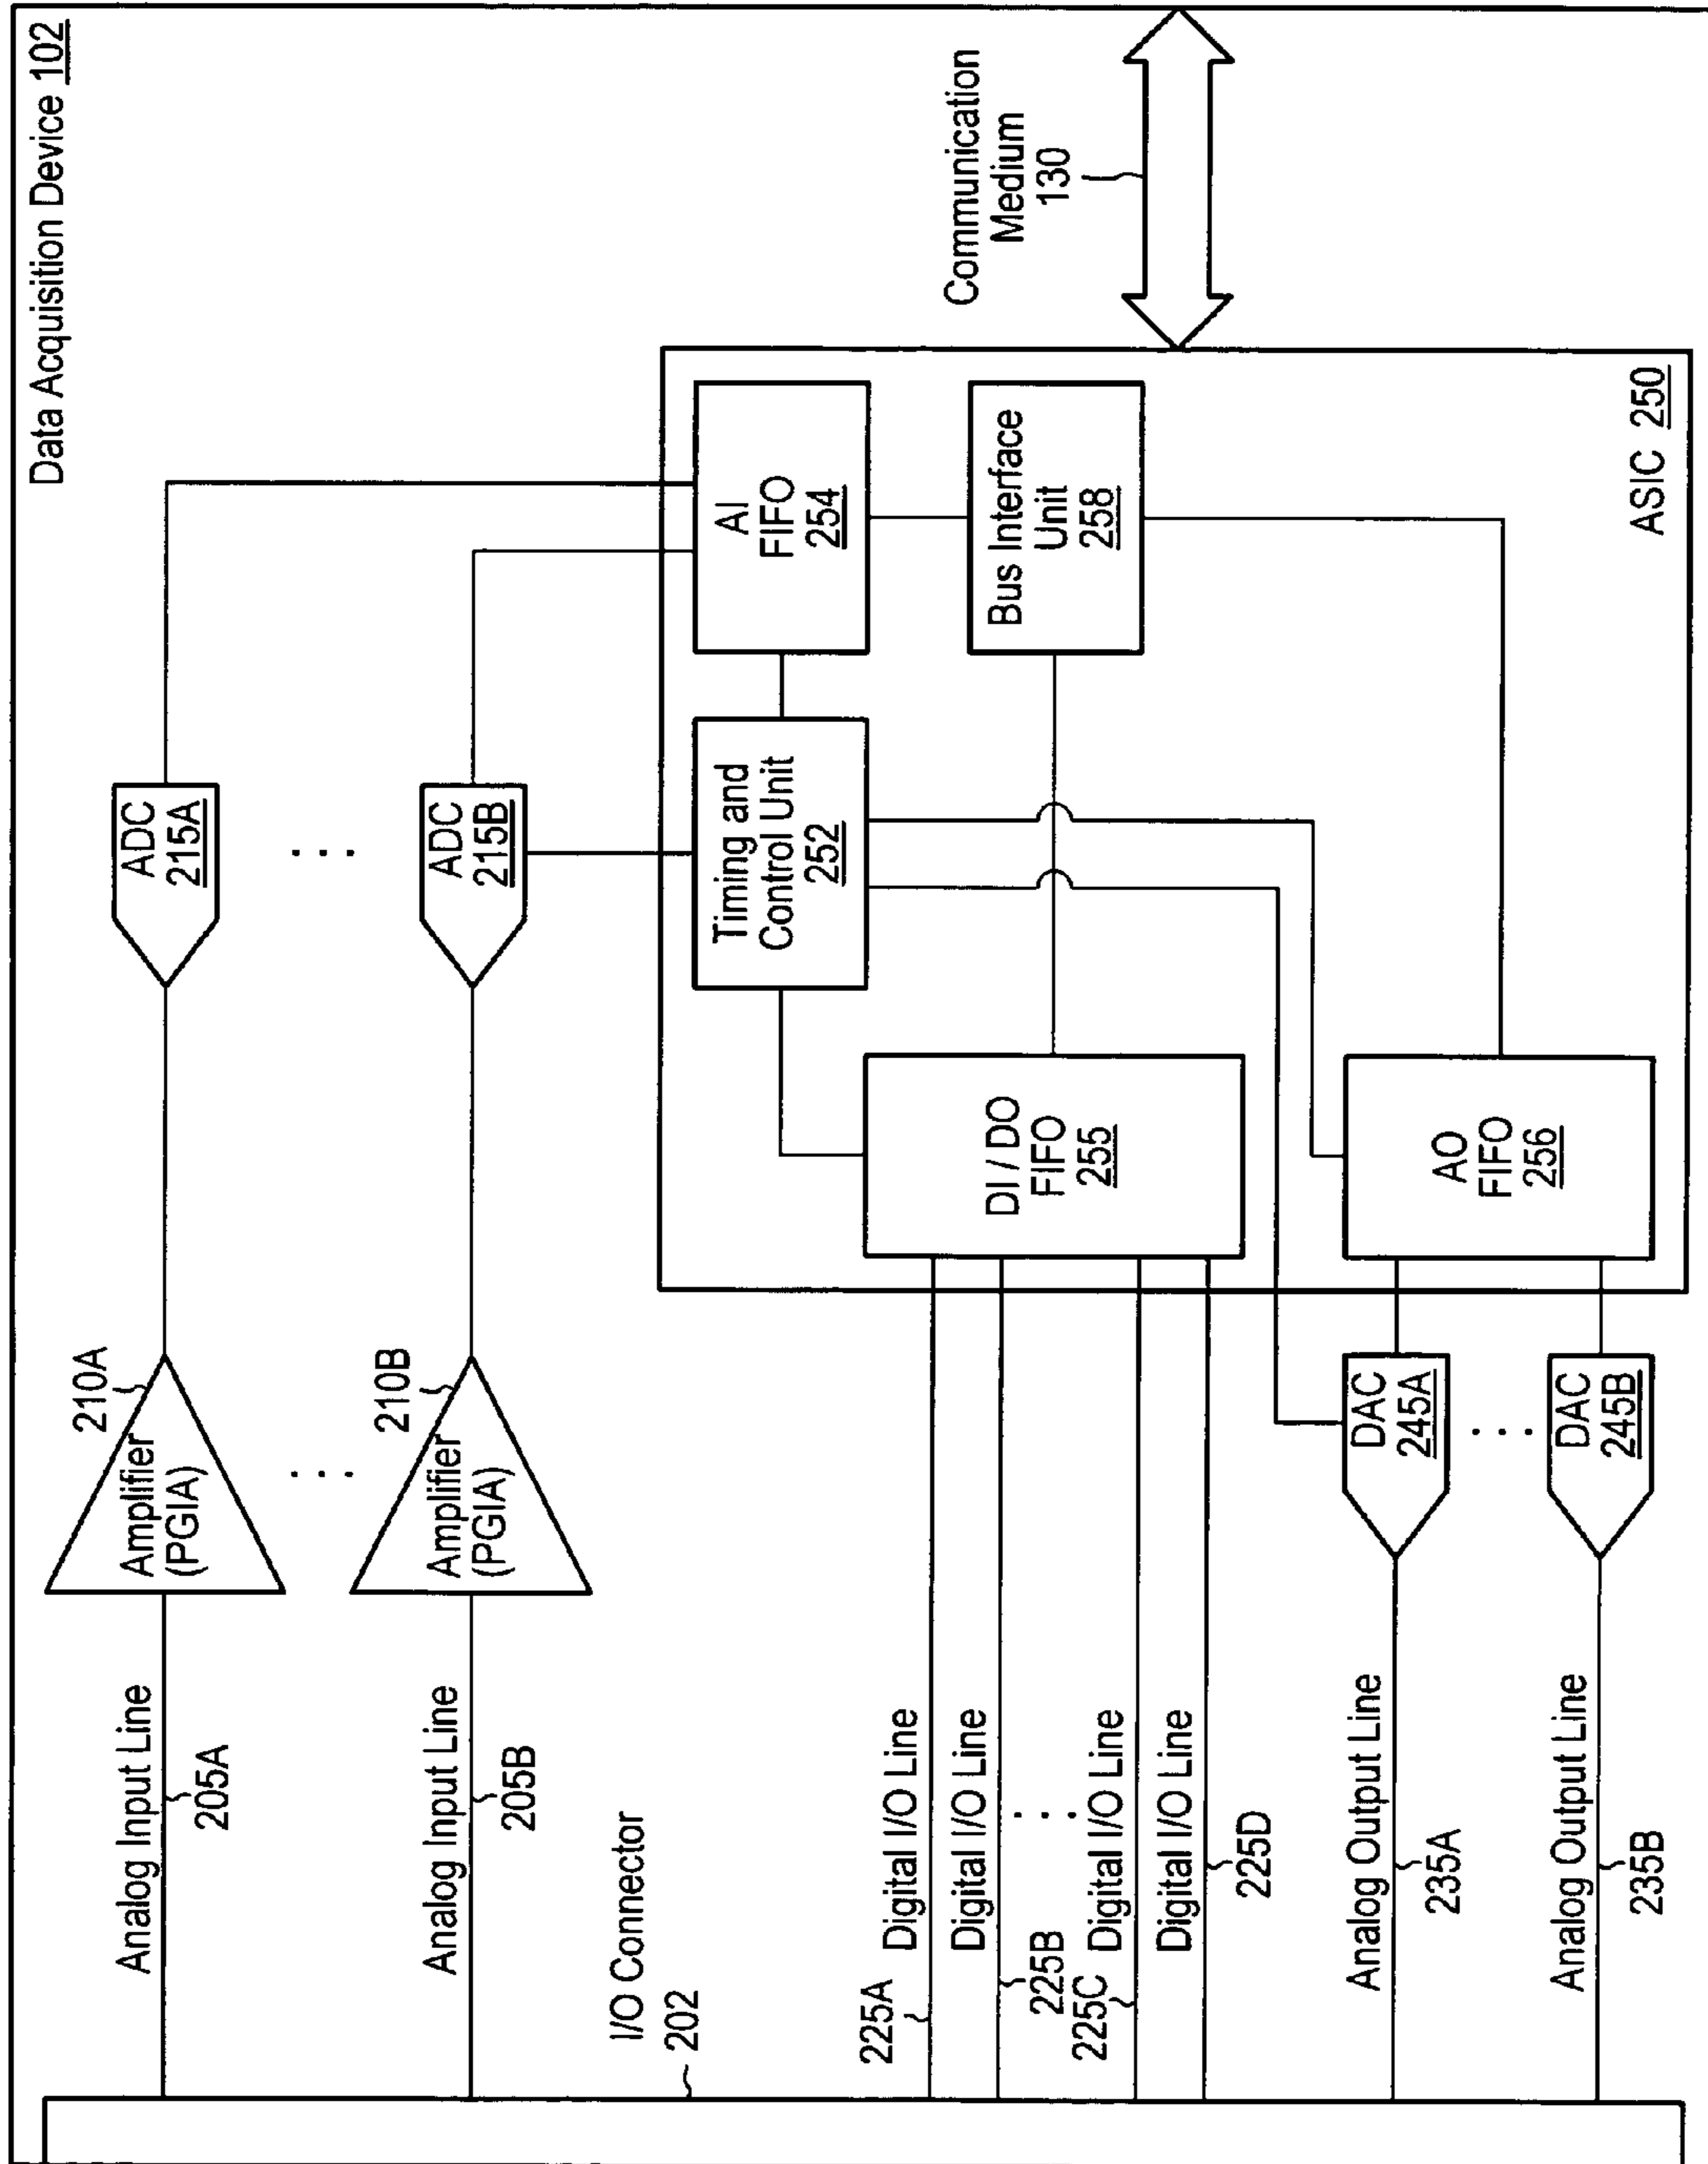 Data Acquisition Device 102
Analog Input Line
205A
Amplifier
(PGIA)
210A
ADC
215A
. . .
. . .
Analog Input Line
205B
Amplifier
(PGIA)
210B
ADC
215B
I/O Connector
202
Timing and
Control Unit
252
AI
FIFO
254
Communication
Medium
130
225A
Digital I/O Line
Digital I/O Line
225B
. . .
225C
Digital I/O Line
Digital I/O Line
225D
DI / DO
FIFO
255
Bus Interface
Unit
258
Analog Output Line
235A
DAC
245A
. . .
Analog Output Line
235B
DAC
245B
AO
FIFO
256
ASIC 250